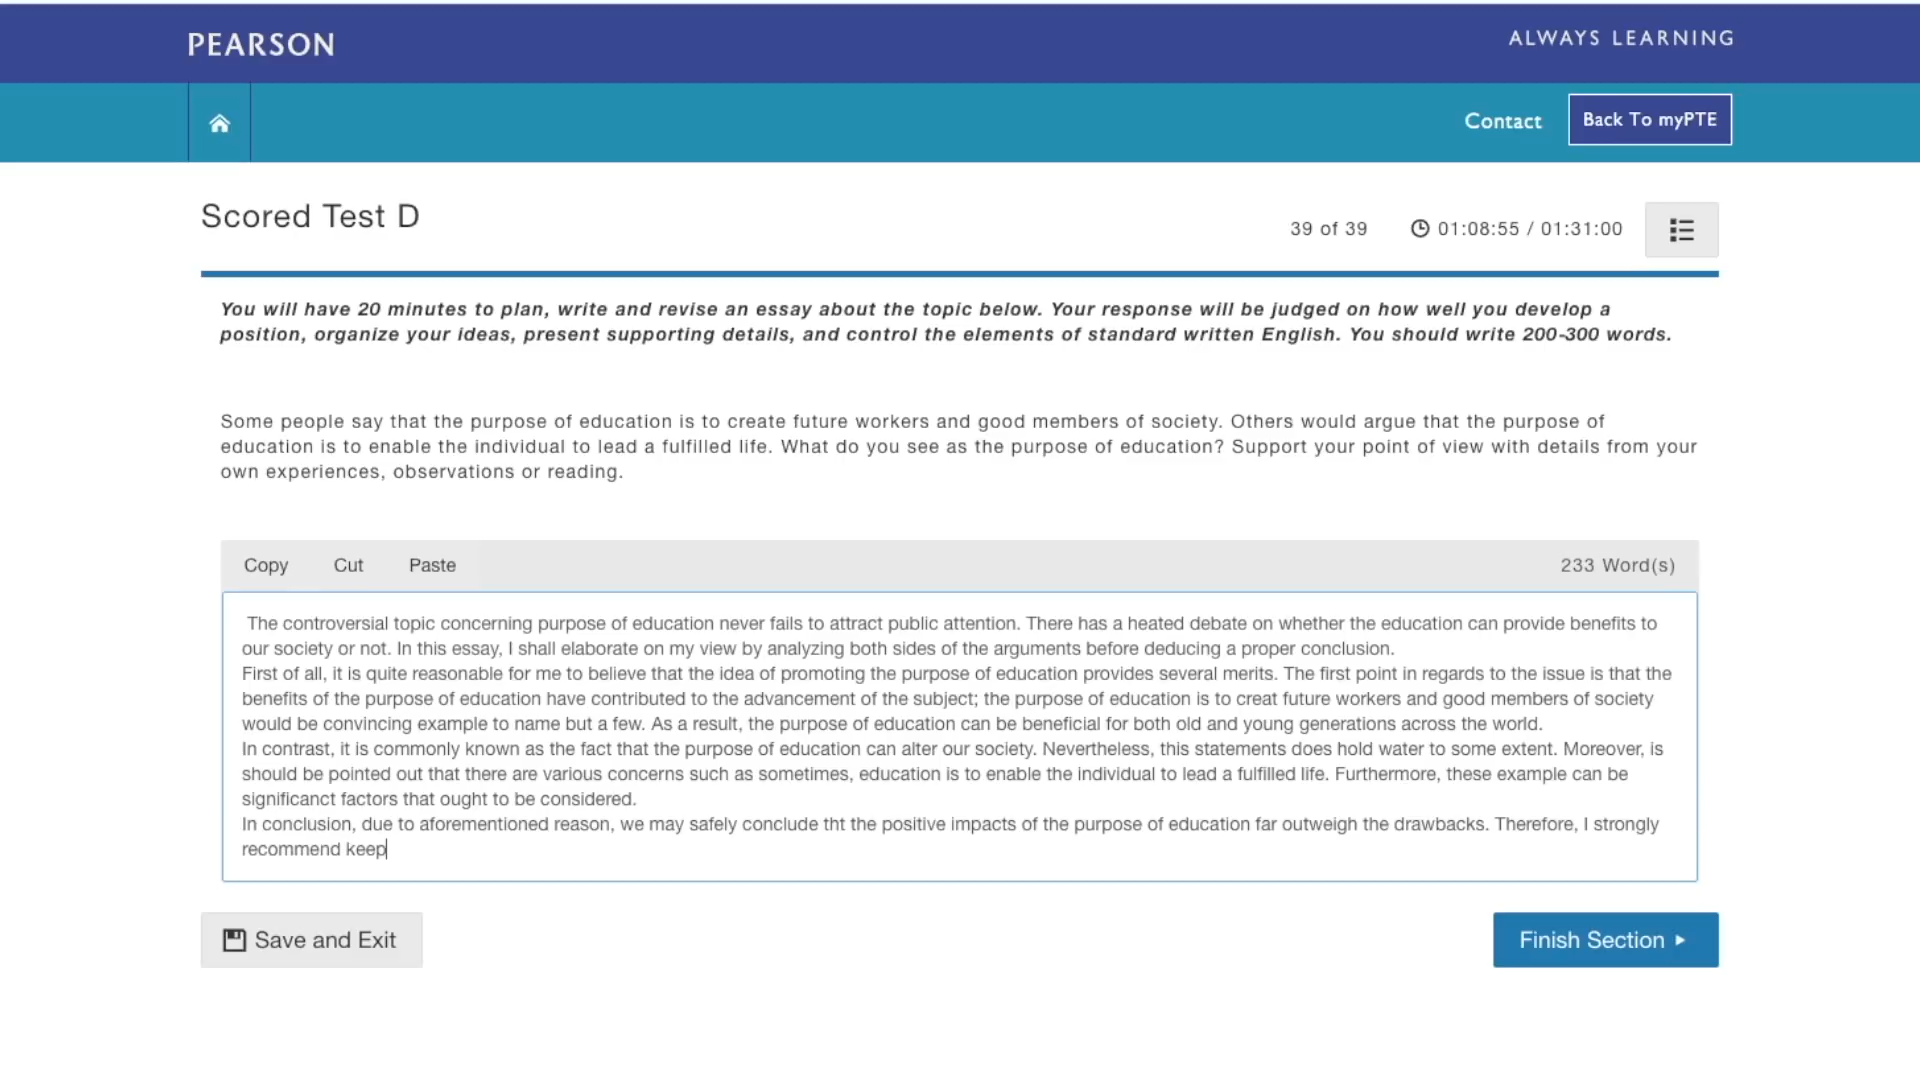 PEARSON
ALWAYS LEARNING
Contact
Back To myPTE
Scored Test D
39 of 39
01:08:55 / 01:31:00
You will have 20 minutes to plan, write and revise an essay about the topic below. Your response will be judged on how well you develop a
position, organize your ideas, present supporting details, and control the elements of standard written English. You should write 200-300 words.
Some people say that the purpose of education is to create future workers and good members of society. Others would argue that the purpose of
education is to enable the individual to lead a fulfilled life. What do you see as the purpose of education? Support your point of view with details from your
own experiences, observations or reading.
Copy
Cut
Paste
233 Word(s)
The controversial topic concerning purpose of education never fails to attract public attention. There has a heated debate on whether the education can provide benefits to
our society or not. In this essay, I shall elaborate on my view by analyzing both sides of the arguments before deducing a proper conclusion.
First of all, it is quite reasonable for me to believe that the idea of promoting the purpose of education provides several merits. The first point in regards to the issue is that the
benefits of the purpose of education have contributed to the advancement of the subject; the purpose of education is to creat future workers and good members of society
would be convincing example to name but a few. As a result, the purpose of education can be beneficial for both old and young generations across the world.
In contrast, it is commonly known as the fact that the purpose of education can alter our society. Nevertheless, this statements does hold water to some extent. Moreover, is
should be pointed out that there are various concerns such as sometimes, education is to enable the individual to lead a fulfilled life. Furthermore, these example can be
significanct factors that ought to be considered.
In conclusion, due to aforementioned reason, we may safely conclude tht the positive impacts of the purpose of education far outweigh the drawbacks. Therefore, I strongly
recommend keep
Save and Exit
Finish Section